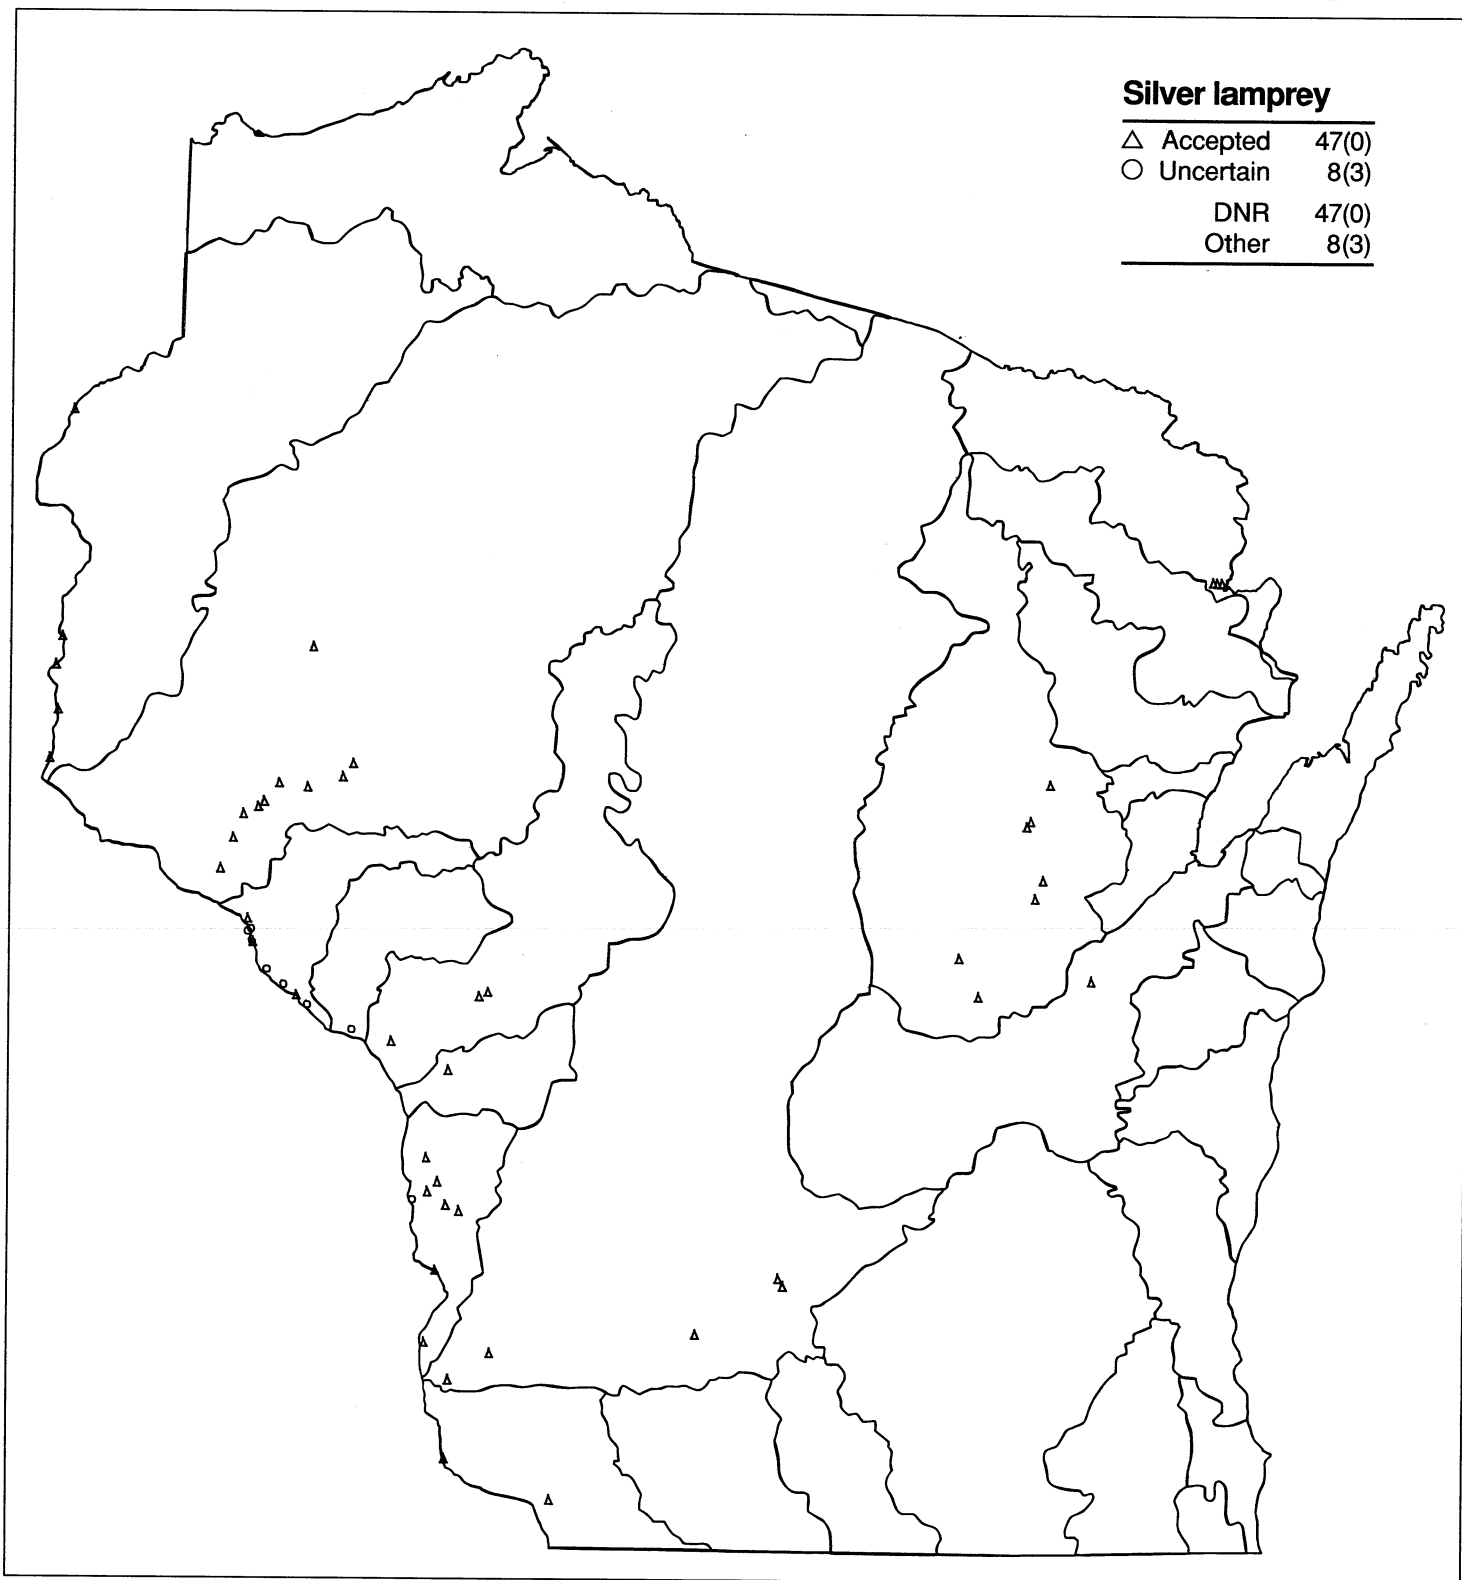 Silver lamprey
△ Accepted 47(0)
○ Uncertain 8(3)
DNR 47(0)
Other 8(3)